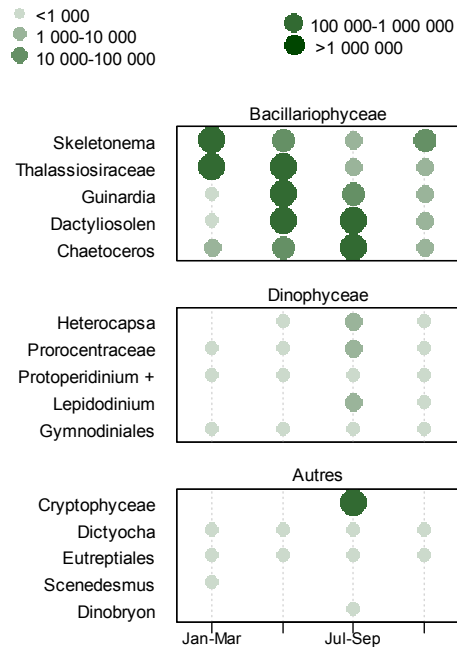 <1 000
1 000-10 000
10 000-100 000
100 000-1 000 000
>1 000 000
Bacillariophyceae
Skeletonema
Thalassiosiraceae
Guinardia
Dactyliosolen
Chaetoceros
Dinophyceae
Heterocapsa
Prorocentraceae
Protoperidinium +
Lepidodinium
Gymnodiniales
Autres
Cryptophyceae
Dictyocha
Eutreptiales
Scenedesmus
Dinobryon
Jan-Mar Jul-Sep